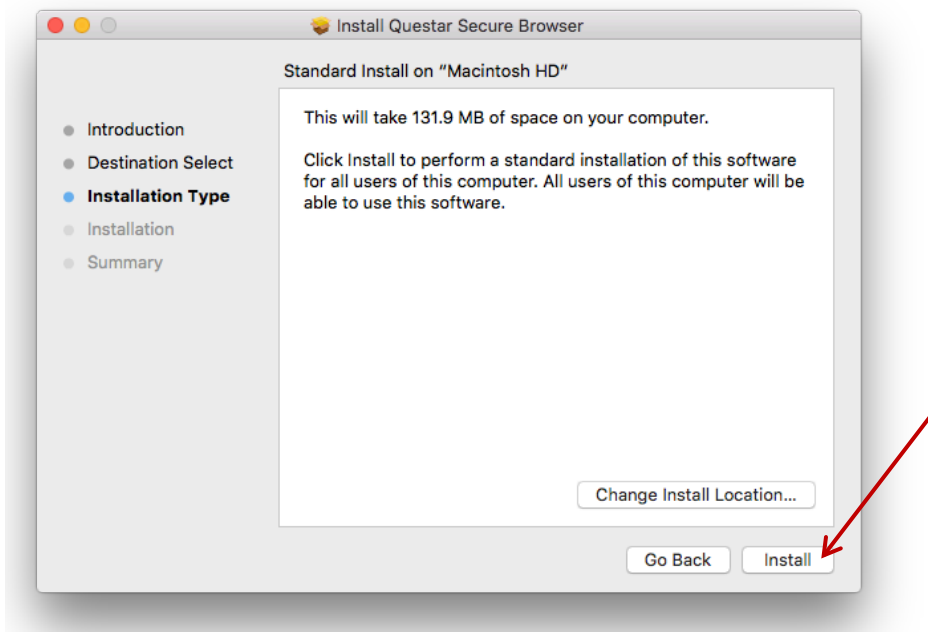 Install Questar Secure Browser
Standard Install on “Macintosh HD”
Introduction
Destination Select
Installation Type
Installation
Summary
This will take 131.9 MB of space on your computer.
Click Install to perform a standard installation of this software
for all users of this computer. All users of this computer will be
able to use this software.
Change Install Location...
Go Back
Install